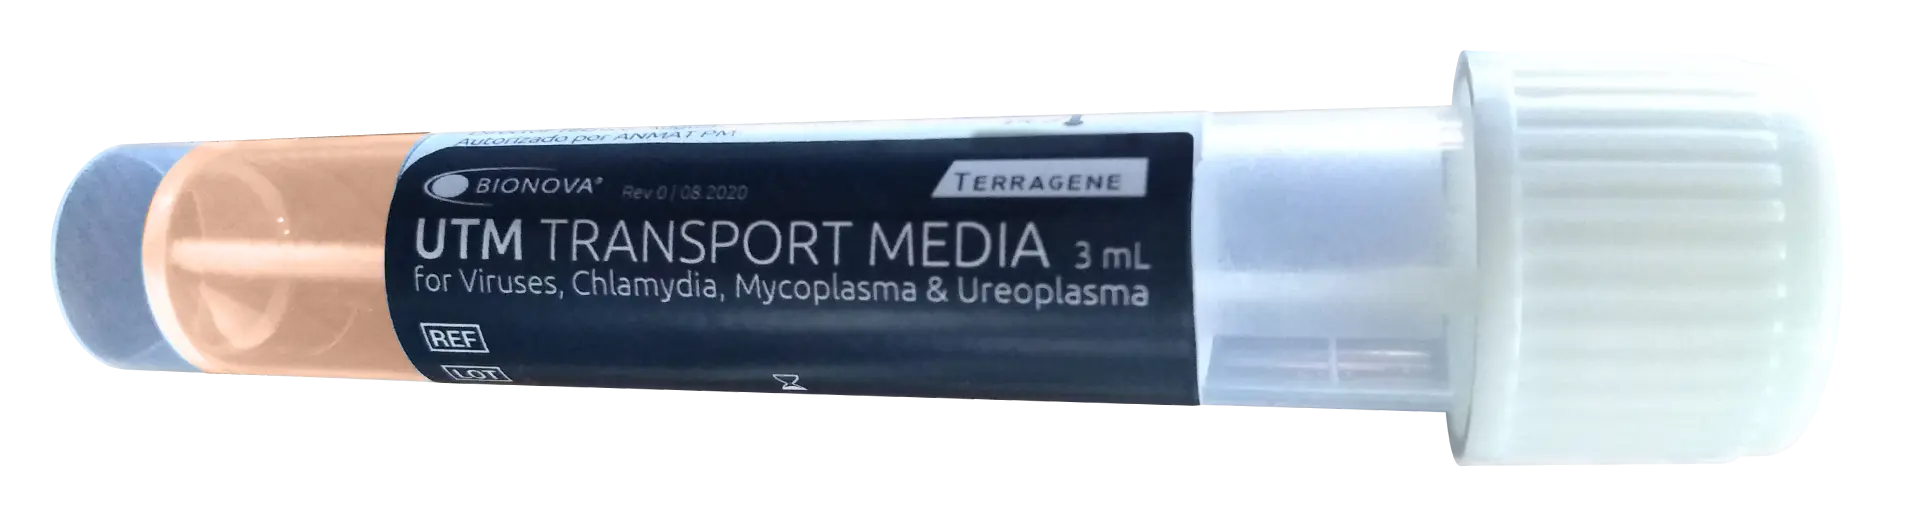 Autorizado por ANMAT PM
BIONOVA® Rev 0 | 08.2020
TERRAGENE
UTM TRANSPORT MEDIA 3 mL
for Viruses, Chlamydia, Mycoplasma & Ureoplasma
REF
LOT